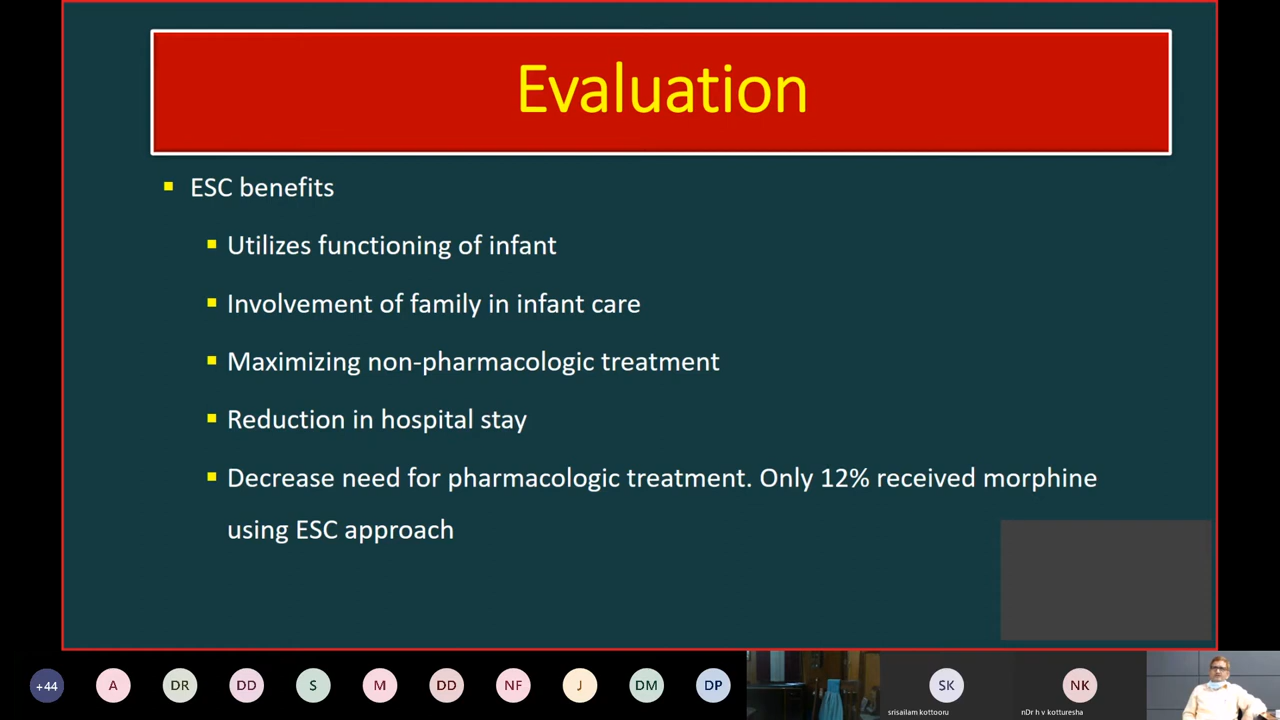 Evaluation
ESC benefits
Utilizes functioning of infant
Involvement of family in infant care
Maximizing non-pharmacologic treatment
Reduction in hospital stay
Decrease need for pharmacologic treatment. Only 12% received morphine
using ESC approach
+44 A DR DD S M DD NF J DM DP SK NK
srisailam kottooru nDr h v kotturesha